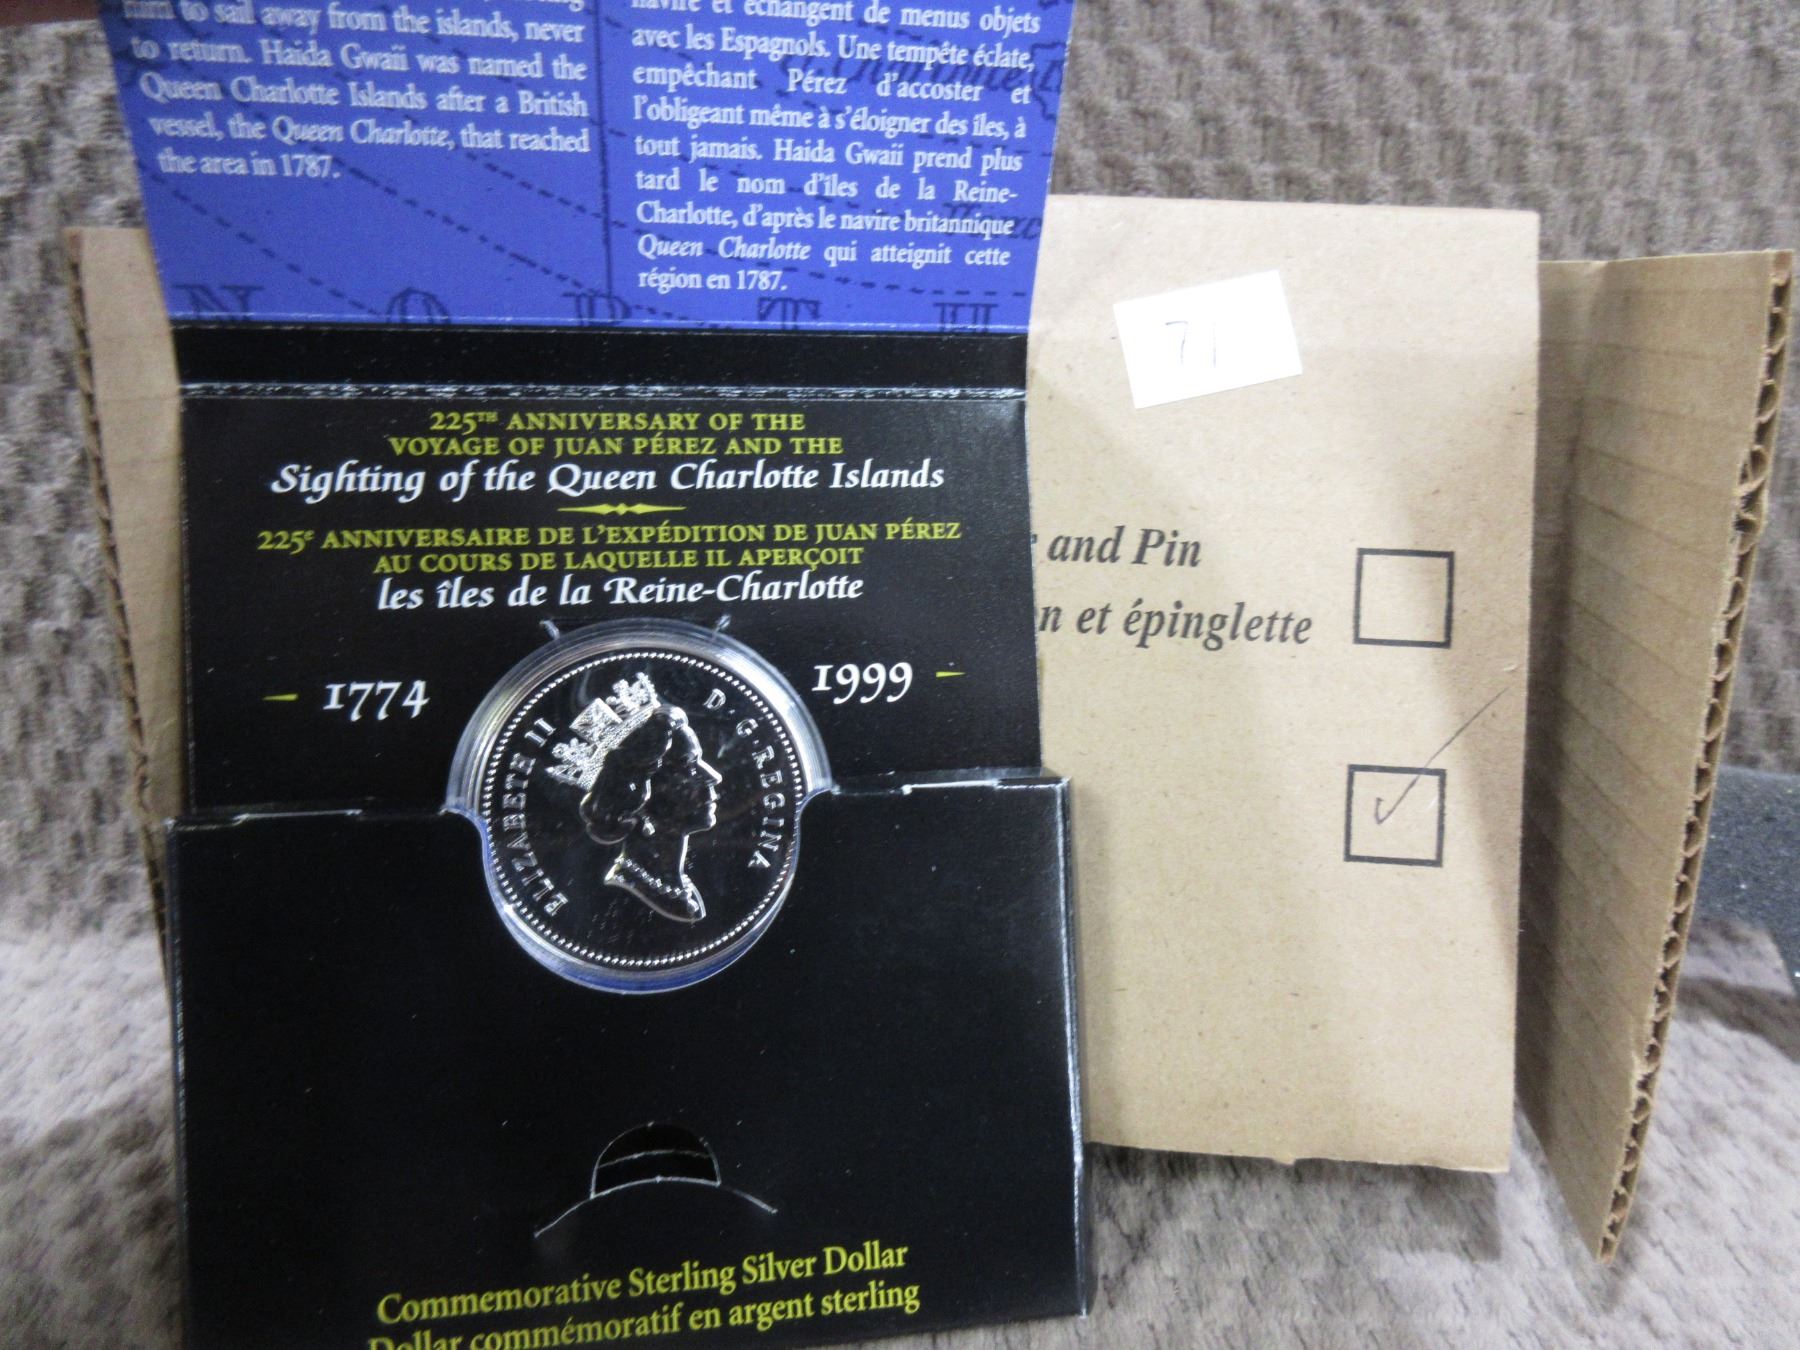 him to sail away from the islands, never
to return. Haida Gwaii was named the
Queen Charlotte Islands after a British
vessel, the Queen Charlotte, that reached
the area in 1787.
navire et échangent de menus objets
avec les Espagnols. Une tempête éclate,
empêchant Pérez d'accoster et
l'obligeant même à s'éloigner des îles, à
tout jamais. Haida Gwaii prend plus
tard le nom d'îles de la Reine-
Charlotte, d'après le navire britannique
Queen Charlotte qui atteignit cette
région en 1787.
NORTH
225TH ANNIVERSARY OF THE
VOYAGE OF JUAN PÉREZ AND THE
Sighting of the Queen Charlotte Islands
225e ANNIVERSAIRE DE L'EXPÉDITION DE JUAN PÉREZ
AU COURS DE LAQUELLE IL APERÇOIT
les îles de la Reine-Charlotte
1774
1999
ELIZABETH II D·G·REGINA
Commemorative Sterling Silver Dollar
Dollar commémoratif en argent sterling
71
and Pin
et épinglette